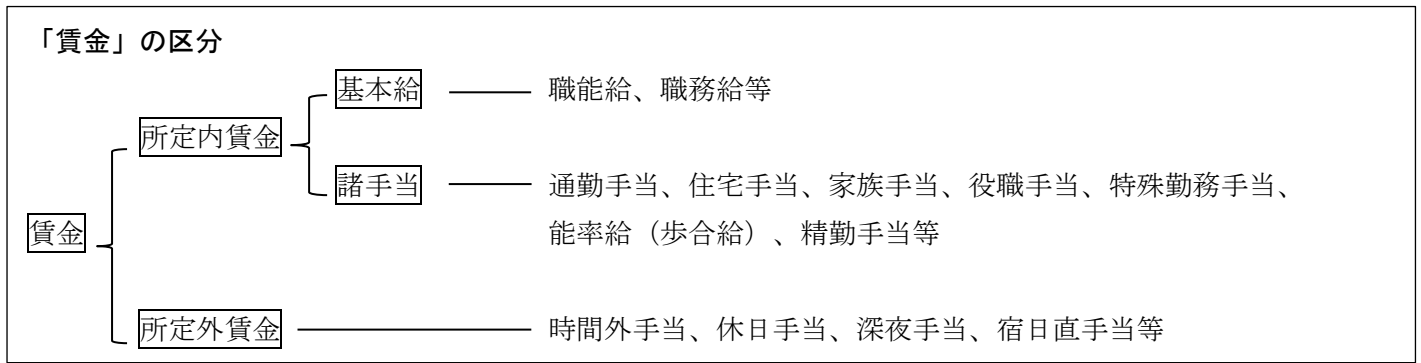 「賃金」の区分
基本給 職能給、職務給等
所定内賃金
諸手当 通勤手当、住宅手当、家族手当、役職手当、特殊勤務手当、
賃金 能率給（歩合給）、精勤手当等
所定外賃金 時間外手当、休日手当、深夜手当、宿日直手当等